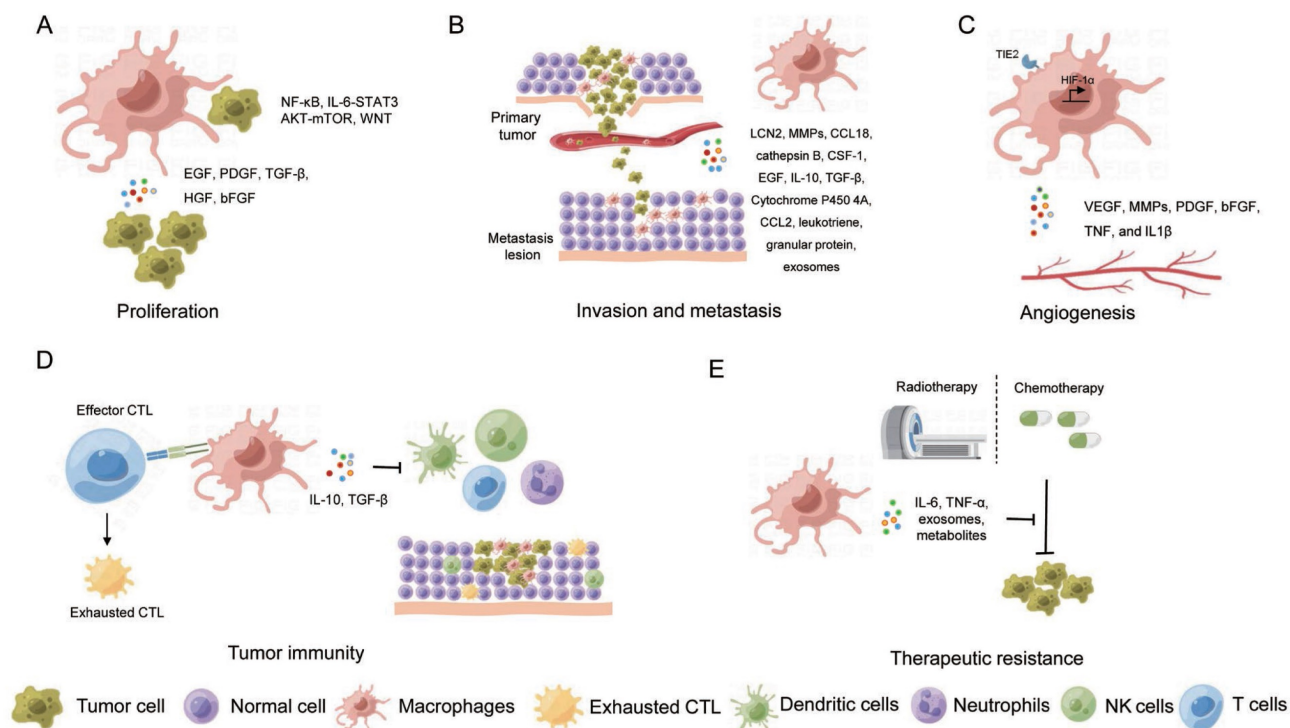 A
NF-κB, IL-6-STAT3
AKT-mTOR, WNT
EGF, PDGF, TGF-β,
HGF, bFGF
Proliferation
B
Primary
tumor
Metastasis
lesion
LCN2, MMPs, CCL18,
cathepsin B, CSF-1,
EGF, IL-10, TGF-β,
Cytochrome P450 4A,
CCL2, leukotriene,
granular protein,
exosomes
Invasion and metastasis
C
TIE2
HIF-1α
VEGF, MMPs, PDGF, bFGF,
TNF, and IL1β
Angiogenesis
D
Effector CTL
IL-10, TGF-β
Exhausted CTL
Tumor immunity
E
Radiotherapy
Chemotherapy
IL-6, TNF-α,
exosomes,
metabolites
Therapeutic resistance
Tumor cell
Normal cell
Macrophages
Exhausted CTL
Dendritic cells
Neutrophils
NK cells
T cells